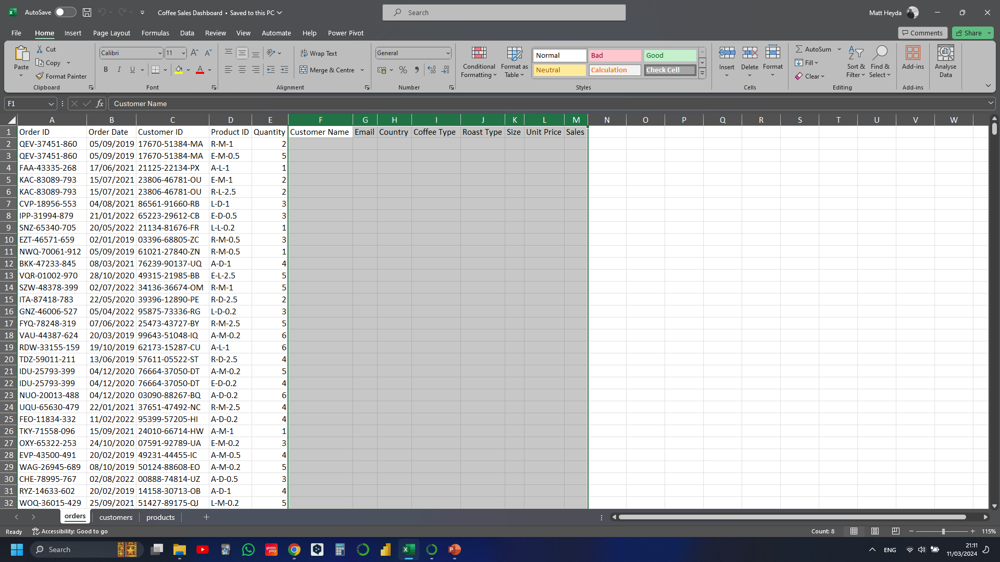 AutoSave Coffee Sales Dashboard • Saved to this PC Search Matt Heyda
File Home Insert Page Layout Formulas Data Review View Automate Help Power Pivot Comments Share
Paste Cut Copy Format Painter Clipboard
Calibri 11 B I U A Font
Wrap Text Merge & Centre Alignment
General % Number
Conditional Formatting Format as Table
Normal Bad Good
Neutral Calculation Check Cell
Styles
Insert Delete Format Cells
AutoSum Fill Clear Sort & Filter Find & Select Editing
Add-ins Add-ins
Analyse Data
F1 fx Customer Name
A B C D E F G H I J K L M N O P Q R S T U V W
1 Order ID Order Date Customer ID Product ID Quantity Customer Name Email Country Coffee Type Roast Type Size Unit Price Sales
2 QEV-37451-860 05/09/2019 17670-51384-MA R-M-1 2
3 QEV-37451-860 05/09/2019 17670-51384-MA E-M-0.5 5
4 FAA-43335-268 17/06/2021 21125-22134-PX A-L-1 1
5 KAC-83089-793 15/07/2021 23806-46781-OU E-M-1 2
6 KAC-83089-793 15/07/2021 23806-46781-OU R-L-2.5 2
7 CVP-18956-553 04/08/2021 86561-91660-RB L-D-1 3
8 IPP-31994-879 21/01/2022 65223-29612-CB E-D-0.5 3
9 SNZ-65340-705 20/05/2022 21134-81676-FR L-L-0.2 1
10 EZT-46571-659 02/01/2019 03396-68805-ZC R-M-0.5 3
11 NWQ-70061-912 05/09/2019 61021-27840-ZN R-M-0.5 1
12 BKK-47233-845 08/03/2021 76239-90137-UQ A-D-1 4
13 VQR-01002-970 28/10/2020 49315-21985-BB E-L-2.5 5
14 SZW-48378-399 02/07/2022 34136-36674-OM R-M-1 5
15 ITA-87418-783 22/05/2020 39396-12890-PE R-D-2.5 2
16 GNZ-46006-527 05/04/2022 95875-73336-RG L-D-0.2 3
17 FYQ-78248-319 07/06/2022 25473-43727-BY R-M-2.5 5
18 VAU-44387-624 20/03/2019 99643-51048-IQ A-M-0.2 6
19 RDW-33155-159 19/10/2019 62173-15287-CU A-L-1 6
20 TDZ-59011-211 13/06/2019 57611-05522-ST R-D-2.5 4
21 IDU-25793-399 04/12/2020 76664-37050-DT A-M-0.2 5
22 IDU-25793-399 04/12/2020 76664-37050-DT E-D-0.2 4
23 NUO-20013-488 04/12/2020 03090-88267-BQ A-D-0.2 6
24 UQU-65630-479 22/01/2021 37651-47492-NC R-M-2.5 4
25 FEO-11834-332 11/02/2022 95399-57205-HI A-D-0.2 4
26 TKY-71558-096 15/09/2021 24010-66714-HW A-M-1 1
27 OXY-65322-253 24/10/2020 07591-92789-UA E-M-0.2 3
28 EVP-43500-491 20/02/2019 49231-44455-IC A-M-0.5 4
29 WAG-26945-689 08/10/2019 50124-88608-EO A-M-0.2 5
30 CHE-78995-767 02/08/2022 00888-74814-UZ A-D-0.5 3
31 RYZ-14633-602 20/02/2019 14158-30713-OB A-D-1 4
32 WOQ-36015-429 25/09/2021 51427-89175-QJ L-M-0.2 5
orders customers products
Ready Accessibility: Good to go Count: 8 115%
Search ENG 21:11
11/03/2024